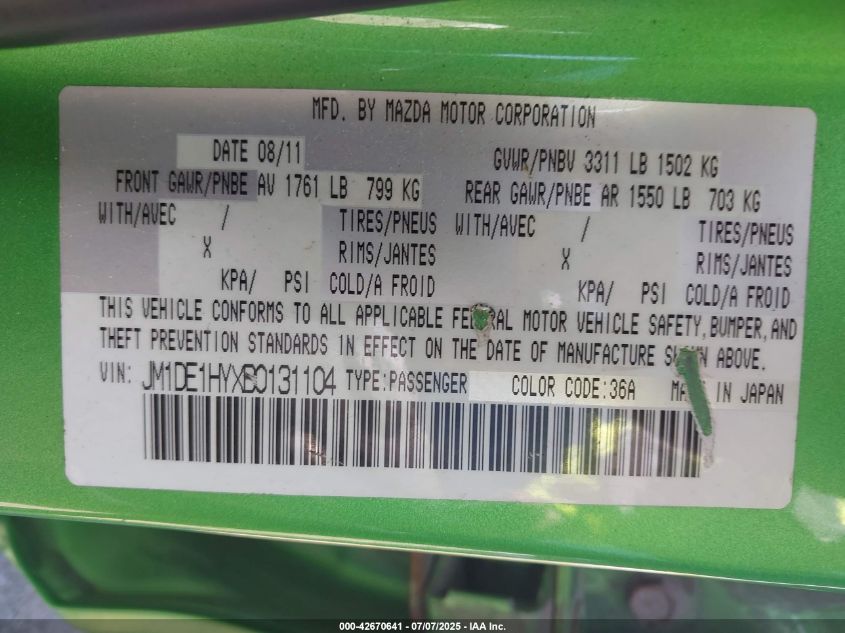 MFD. BY MAZDA MOTOR CORPORATION
DATE 08/11 GVWR/PNBV 3311 LB 1502 KG
FRONT GAWR/PNBE AV 1761 LB 799 KG REAR GAWR/PNBE AR 1550 LB 703 KG
WITH/AVEC / TIRES/PNEUS WITH/AVEC / TIRES/PNEUS
X RIMS/JANTES X RIMS/JANTES
KPA/ PSI COLD/A FROID KPA/ PSI COLD/A FROID
THIS VEHICLE CONFORMS TO ALL APPLICABLE FEDERAL MOTOR VEHICLE SAFETY, BUMPER, AND
THEFT PREVENTION STANDARDS IN EFFECT ON THE DATE OF MANUFACTURE SHOWN ABOVE.
VIN: JM1DE1HYXB0131104 TYPE:PASSENGER COLOR CODE:36A MADE IN JAPAN
000-42670641 - 07/07/2025 - IAA Inc.